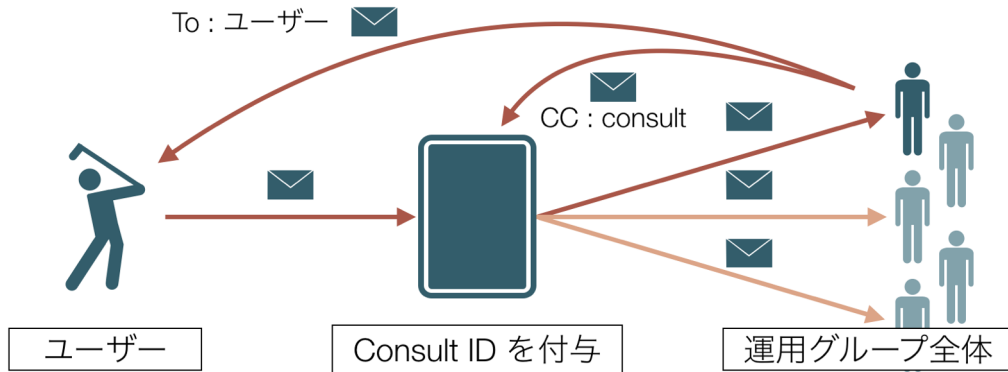 To : ユーザー
CC : consult
ユーザー
Consult ID を付与
運用グループ全体